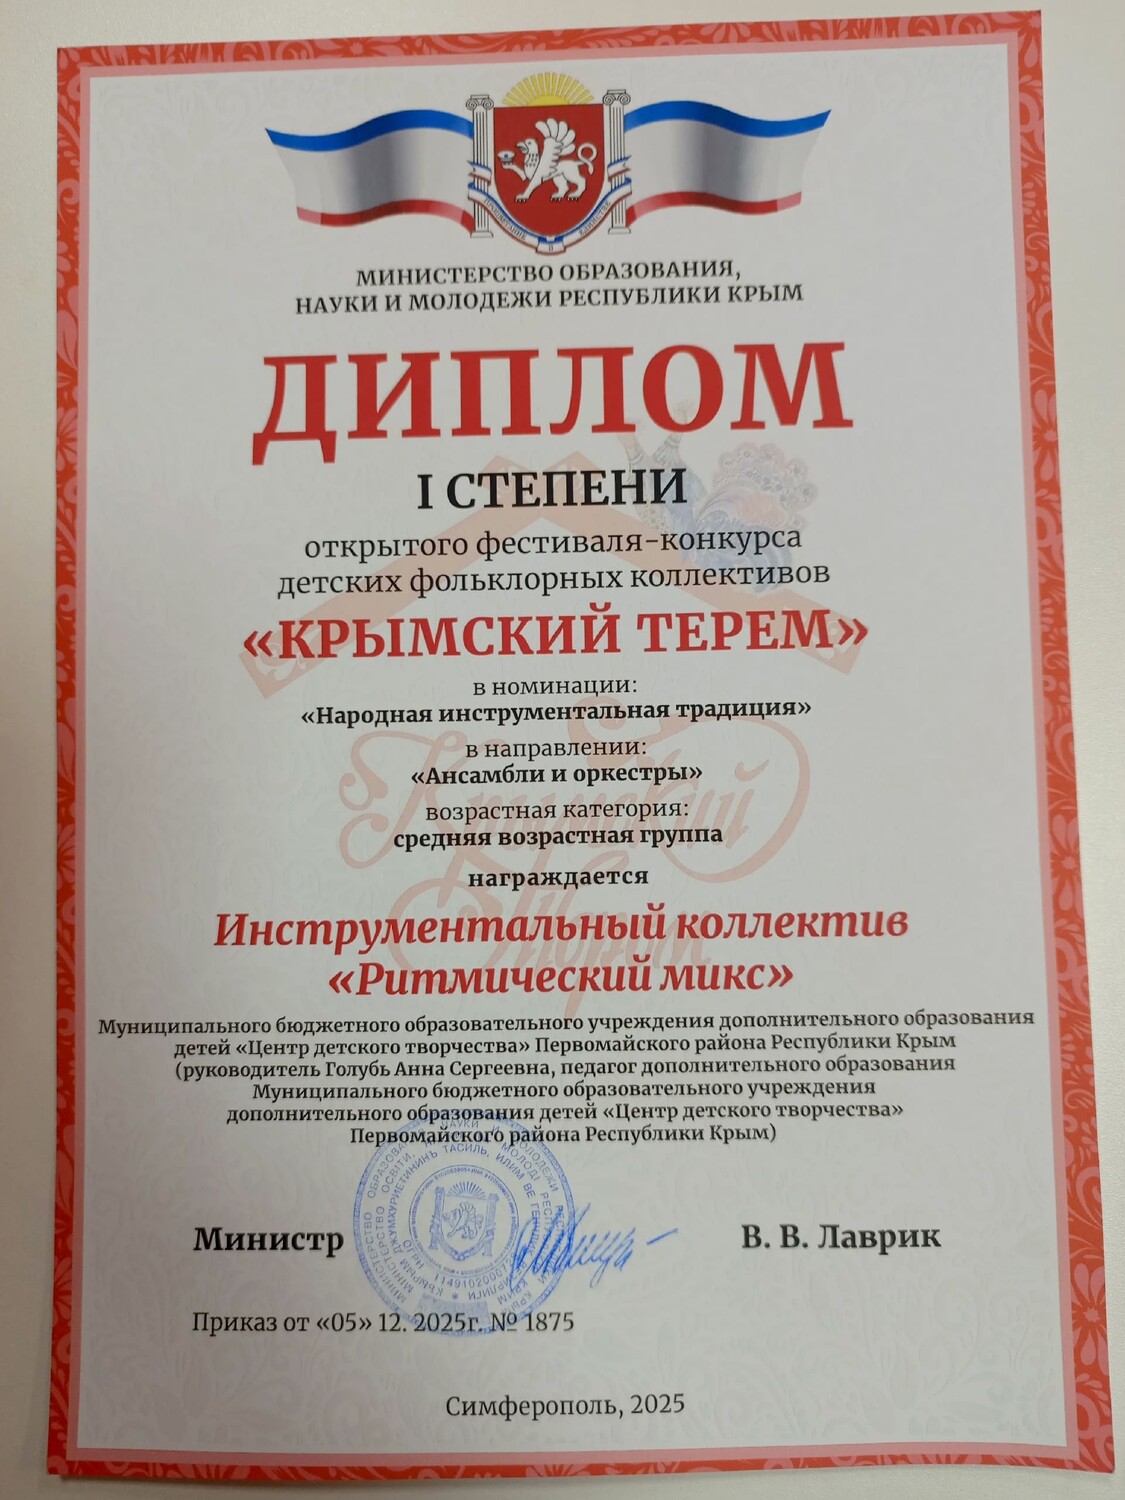 МИНИСТЕРСТВО ОБРАЗОВАНИЯ,
НАУКИ И МОЛОДЕЖИ РЕСПУБЛИКИ КРЫМ
ДИПЛОМ
I СТЕПЕНИ
открытого фестиваля-конкурса
детских фольклорных коллективов
«КРЫМСКИЙ ТЕРЕМ»
в номинации:
«Народная инструментальная традиция»
в направлении:
«Ансамбли и оркестры»
возрастная категория:
средняя возрастная группа
награждается
Инструментальный коллектив
«Ритмический микс»
Муниципального бюджетного образовательного учреждения дополнительного образования
детей «Центр детского творчества» Первомайского района Республики Крым
(руководитель Голубь Анна Сергеевна, педагог дополнительного образования
Муниципального бюджетного образовательного учреждения
дополнительного образования детей «Центр детского творчества»
Первомайского района Республики Крым)
Министр В. В. Лаврик
Приказ от «05» 12. 2025г. № 1875
Симферополь, 2025